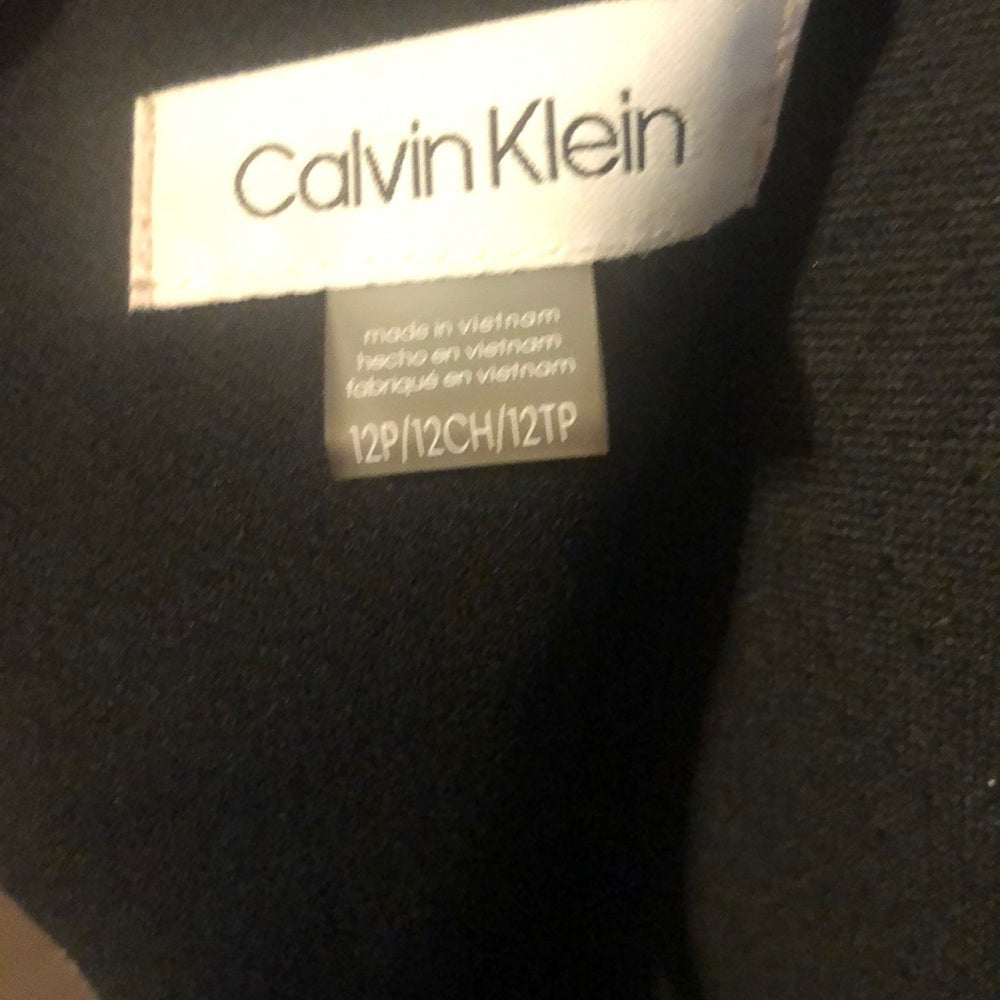 Calvin Klein
made in vietnam
hecho en vietnam
fabriqué en vietnam
12P/12CH/12TP